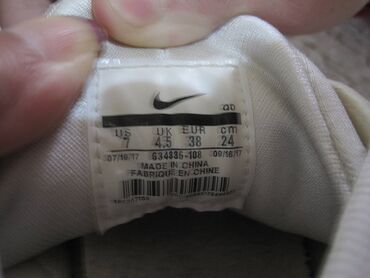 US UK EUR cm
7 4.5 38 24
07/10/17 634835-108 09/16/17
MADE IN CHINA
FABRIQUE EN CHINE